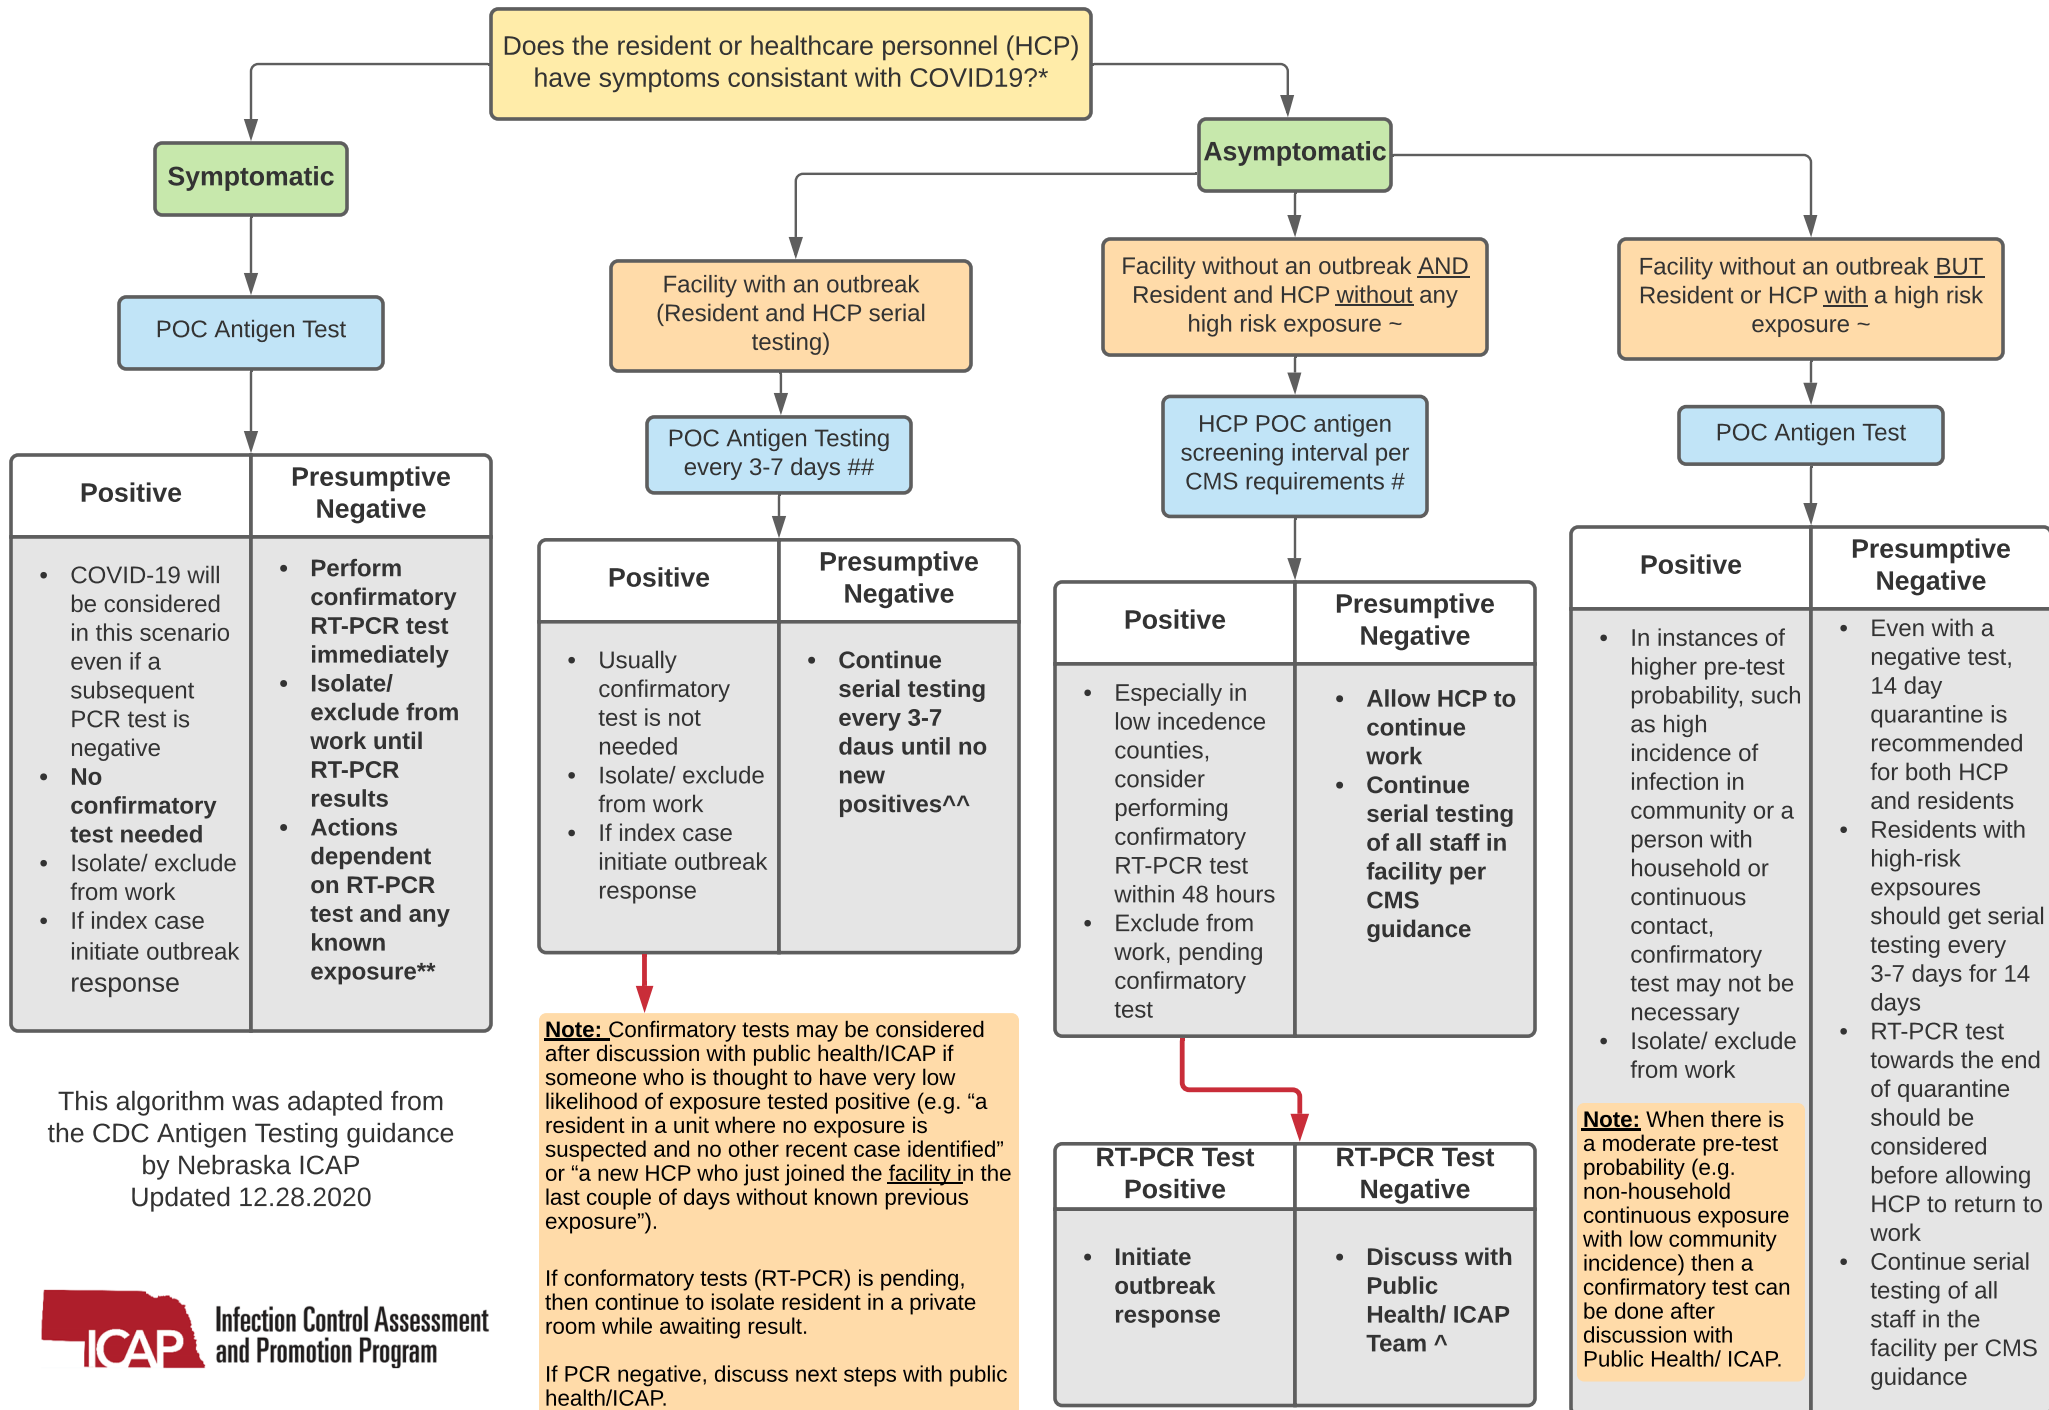 Does the resident or healthcare personnel (HCP)
have symptoms consistant with COVID19?*
Symptomatic
POC Antigen Test
Positive
•	COVID-19 will
be considered
in this scenario
even if a
subsequent
PCR test is
negative
•	No
confirmatory
test needed
•	Isolate/ exclude
from work
•	If index case
initiate outbreak
response
Presumptive
Negative
•	Perform
confirmatory
RT-PCR test
immediately
•	Isolate/
exclude from
work until
RT-PCR
results
•	Actions
dependent
on RT-PCR
test and any
known
exposure**
Asymptomatic
Facility with an outbreak
(Resident and HCP serial
testing)
POC Antigen Testing
every 3-7 days ##
Positive
•	Usually
confirmatory
test is not
needed
•	Isolate/ exclude
from work
•	If index case
initiate outbreak
response
Presumptive
Negative
•	Continue
serial testing
every 3-7
daus until no
new
positives^^
Note: Confirmatory tests may be considered
after discussion with public health/ICAP if
someone who is thought to have very low
likelihood of exposure tested positive (e.g. “a
resident in a unit where no exposure is
suspected and no other recent case identified”
or “a new HCP who just joined the facility in the
last couple of days without known previous
exposure”).
If conformatory tests (RT-PCR) is pending,
then continue to isolate resident in a private
room while awaiting result.
If PCR negative, discuss next steps with public
health/ICAP.
Facility without an outbreak AND
Resident and HCP without any
high risk exposure ~
HCP POC antigen
screening interval per
CMS requirements #
Positive
•	Especially in
low incedence
counties,
consider
performing
confirmatory
RT-PCR test
within 48 hours
•	Exclude from
work, pending
confirmatory
test
Presumptive
Negative
•	Allow HCP to
continue
work
•	Continue
serial testing
of all staff in
facility per
CMS
guidance
RT-PCR Test
Positive
•	Initiate
outbreak
response
RT-PCR Test
Negative
•	Discuss with
Public
Health/ ICAP
Team ^
Facility without an outbreak BUT
Resident or HCP with a high risk
exposure ~
POC Antigen Test
Positive
•	In instances of
higher pre-test
probability, such
as high
incidence of
infection in
community or a
person with
household or
continuous
contact,
confirmatory
test may not be
necessary
•	Isolate/ exclude
from work
Note: When there is
a moderate pre-test
probability (e.g.
non-household
continuous exposure
with low community
incidence) then a
confirmatory test can
be done after
discussion with
Public Health/ ICAP.
Presumptive
Negative
•	Even with a
negative test,
14 day
quarantine is
recommended
for both HCP
and residents
•	Residents with
high-risk
expsoures
should get serial
testing every
3-7 days for 14
days
•	RT-PCR test
towards the end
of quarantine
should be
considered
before allowing
HCP to return to
work
•	Continue serial
testing of all
staff in the
facility per CMS
guidance
This algorithm was adapted from
the CDC Antigen Testing guidance
by Nebraska ICAP
Updated 12.28.2020
ICAP
Infection Control Assessment
and Promotion Program